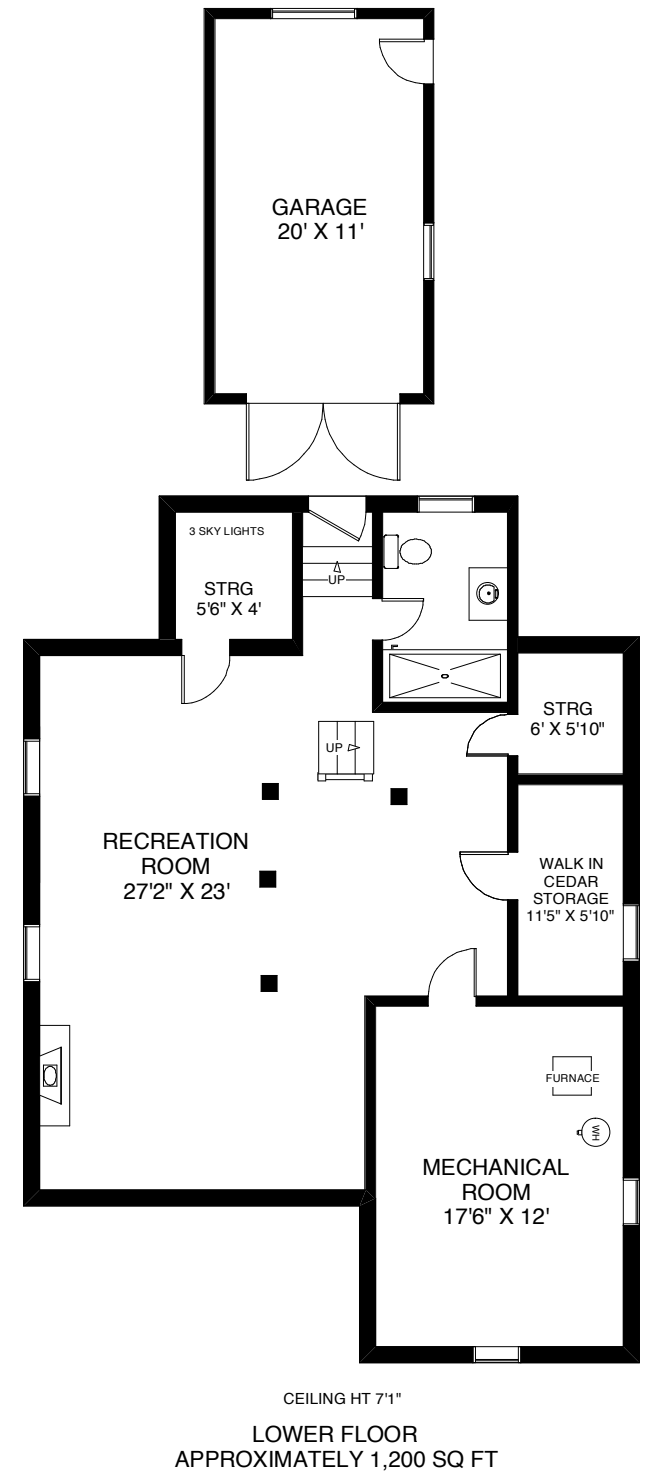 GARAGE
20' X 11'
3 SKY LIGHTS
STRG
5'6" X 4'
UP
STRG
6' X 5'10"
UP
RECREATION
ROOM
27'2" X 23'
WALK IN
CEDAR
STORAGE
11'5" X 5'10"
FURNACE
WH
MECHANICAL
ROOM
17'6" X 12'
CEILING HT 7'1"
LOWER FLOOR
APPROXIMATELY 1,200 SQ FT